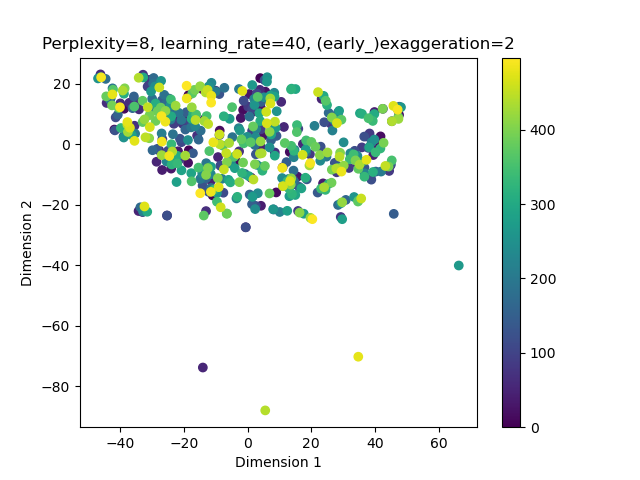 Perplexity=8, learning_rate=40, (early_)exaggeration=2
20
0
−20
−40
−60
−80
Dimension 2
−40 −20 0 20 40 60
Dimension 1
400
300
200
100
0